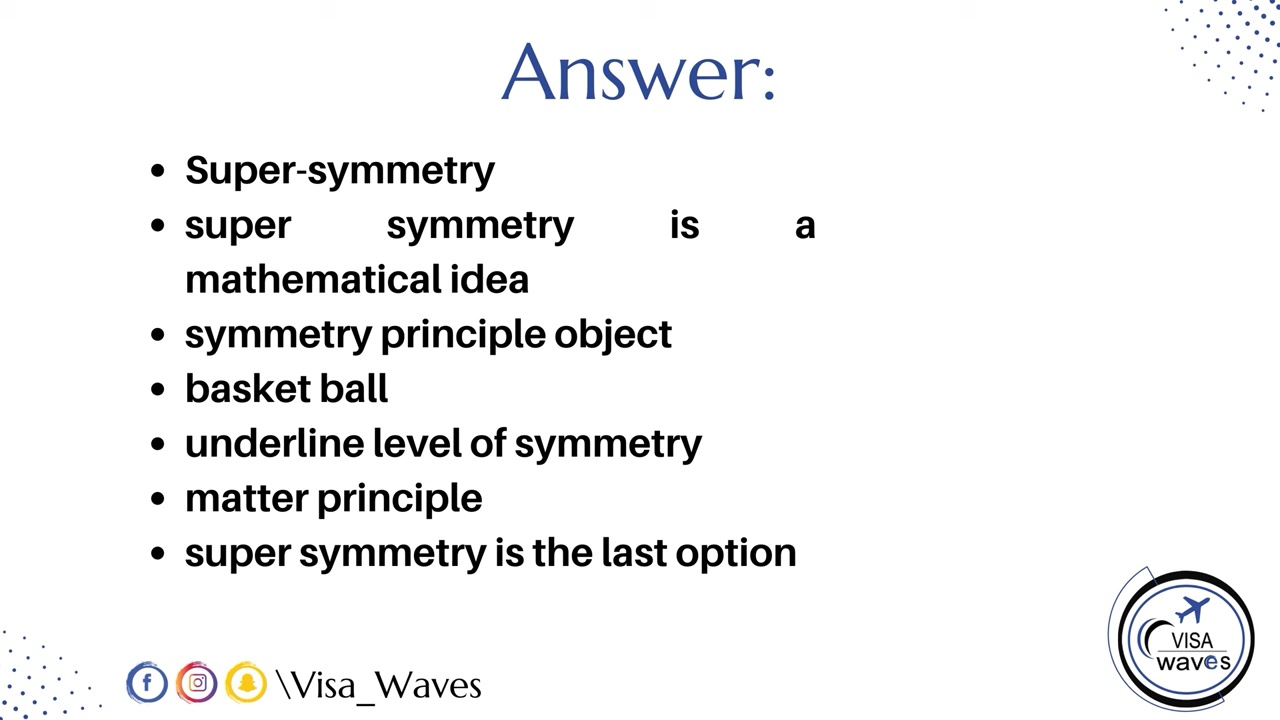 Answer:
• Super-symmetry
• super symmetry is a
mathematical idea
• symmetry principle object
• basket ball
• underline level of symmetry
• matter principle
• super symmetry is the last option
\Visa_Waves
VISA
waves